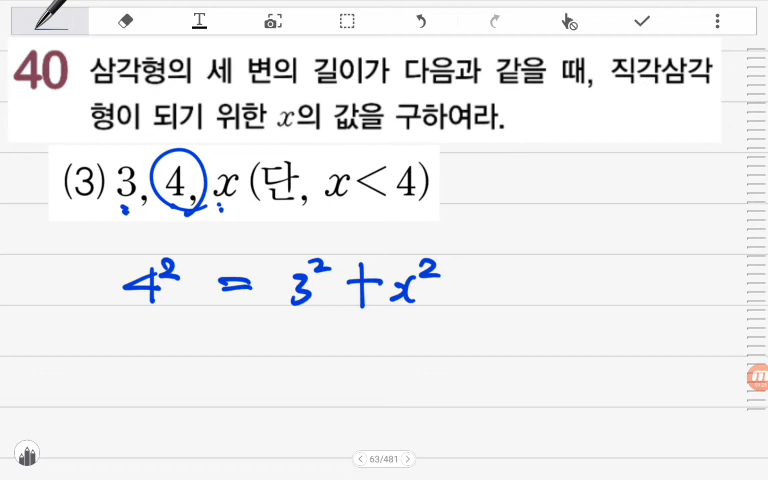 40 삼각형의 세 변의 길이가 다음과 같을 때, 직각삼각
형이 되기 위한 x의 값을 구하여라.
(3) 3, 4, x (단, x < 4)
4² = 3² + x²
63/481